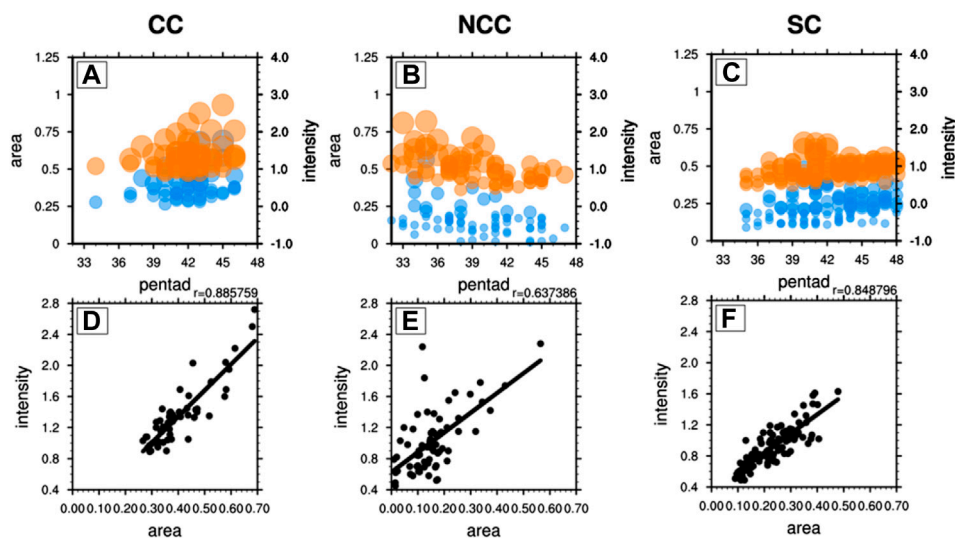 CC NCC SC
A B C
1.25 1 0.75 0.5 0.25 0
area
4.0 3.0 2.0 1.0 0.0 -1.0
intensity
33 36 39 42 45 48
pentad
1.25 1 0.75 0.5 0.25 0
area
4.0 3.0 2.0 1.0 0.0 -1.0
intensity
33 36 39 42 45 48
pentad
1.25 1 0.75 0.5 0.25 0
area
4.0 3.0 2.0 1.0 0.0 -1.0
intensity
33 36 39 42 45 48
pentad
r=0.885759 r=0.637386 r=0.848796
D E F
2.8 2.4 2.0 1.6 1.2 0.8 0.4
intensity
0.00 0.10 0.20 0.30 0.40 0.50 0.60 0.70
area
2.8 2.4 2.0 1.6 1.2 0.8 0.4
intensity
0.00 0.10 0.20 0.30 0.40 0.50 0.60 0.70
area
2.8 2.4 2.0 1.6 1.2 0.8 0.4
intensity
0.00 0.10 0.20 0.30 0.40 0.50 0.60 0.70
area